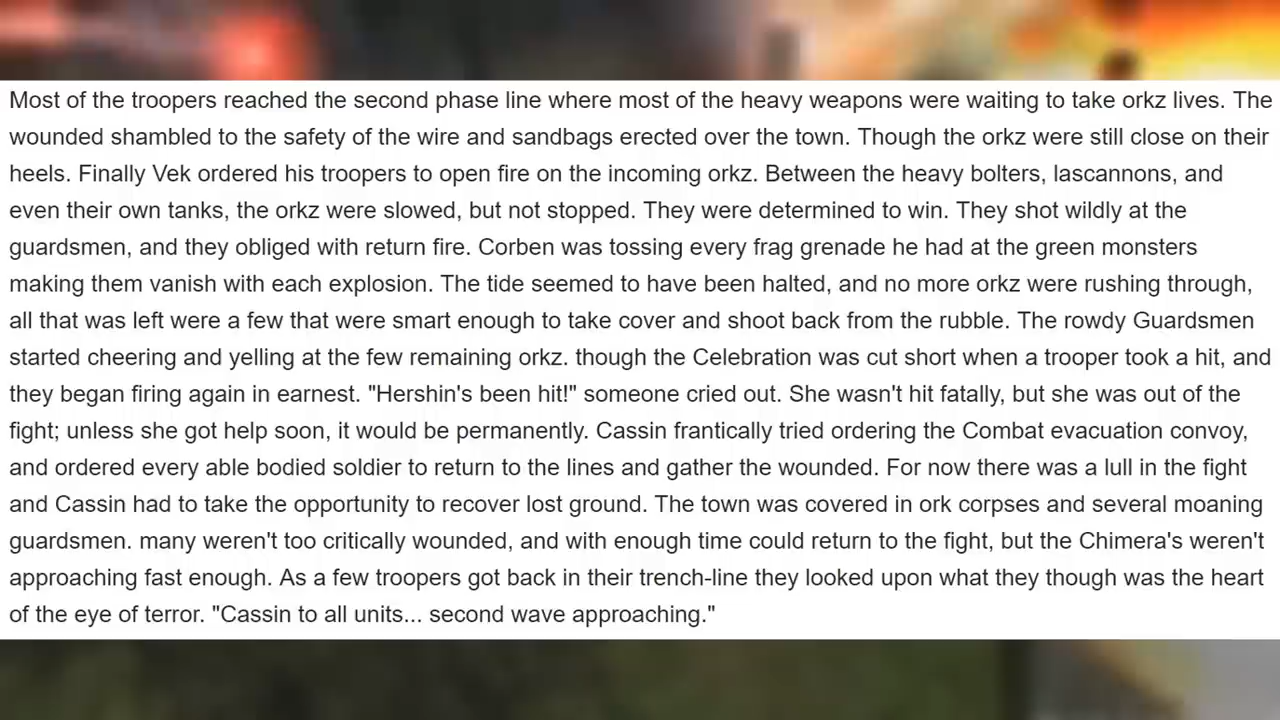 Most of the troopers reached the second phase line where most of the heavy weapons were waiting to take orkz lives. The
wounded shambled to the safety of the wire and sandbags erected over the town. Though the orkz were still close on their
heels. Finally Vek ordered his troopers to open fire on the incoming orkz. Between the heavy bolters, lascannons, and
even their own tanks, the orkz were slowed, but not stopped. They were determined to win. They shot wildly at the
guardsmen, and they obliged with return fire. Corben was tossing every frag grenade he had at the green monsters
making them vanish with each explosion. The tide seemed to have been halted, and no more orkz were rushing through,
all that was left were a few that were smart enough to take cover and shoot back from the rubble. The rowdy Guardsmen
started cheering and yelling at the few remaining orkz. though the Celebration was cut short when a trooper took a hit, and
they began firing again in earnest. "Hershin's been hit!" someone cried out. She wasn't hit fatally, but she was out of the
fight; unless she got help soon, it would be permanently. Cassin frantically tried ordering the Combat evacuation convoy,
and ordered every able bodied soldier to return to the lines and gather the wounded. For now there was a lull in the fight
and Cassin had to take the opportunity to recover lost ground. The town was covered in ork corpses and several moaning
guardsmen. many weren't too critically wounded, and with enough time could return to the fight, but the Chimera's weren't
approaching fast enough. As a few troopers got back in their trench-line they looked upon what they though was the heart
of the eye of terror. "Cassin to all units... second wave approaching."